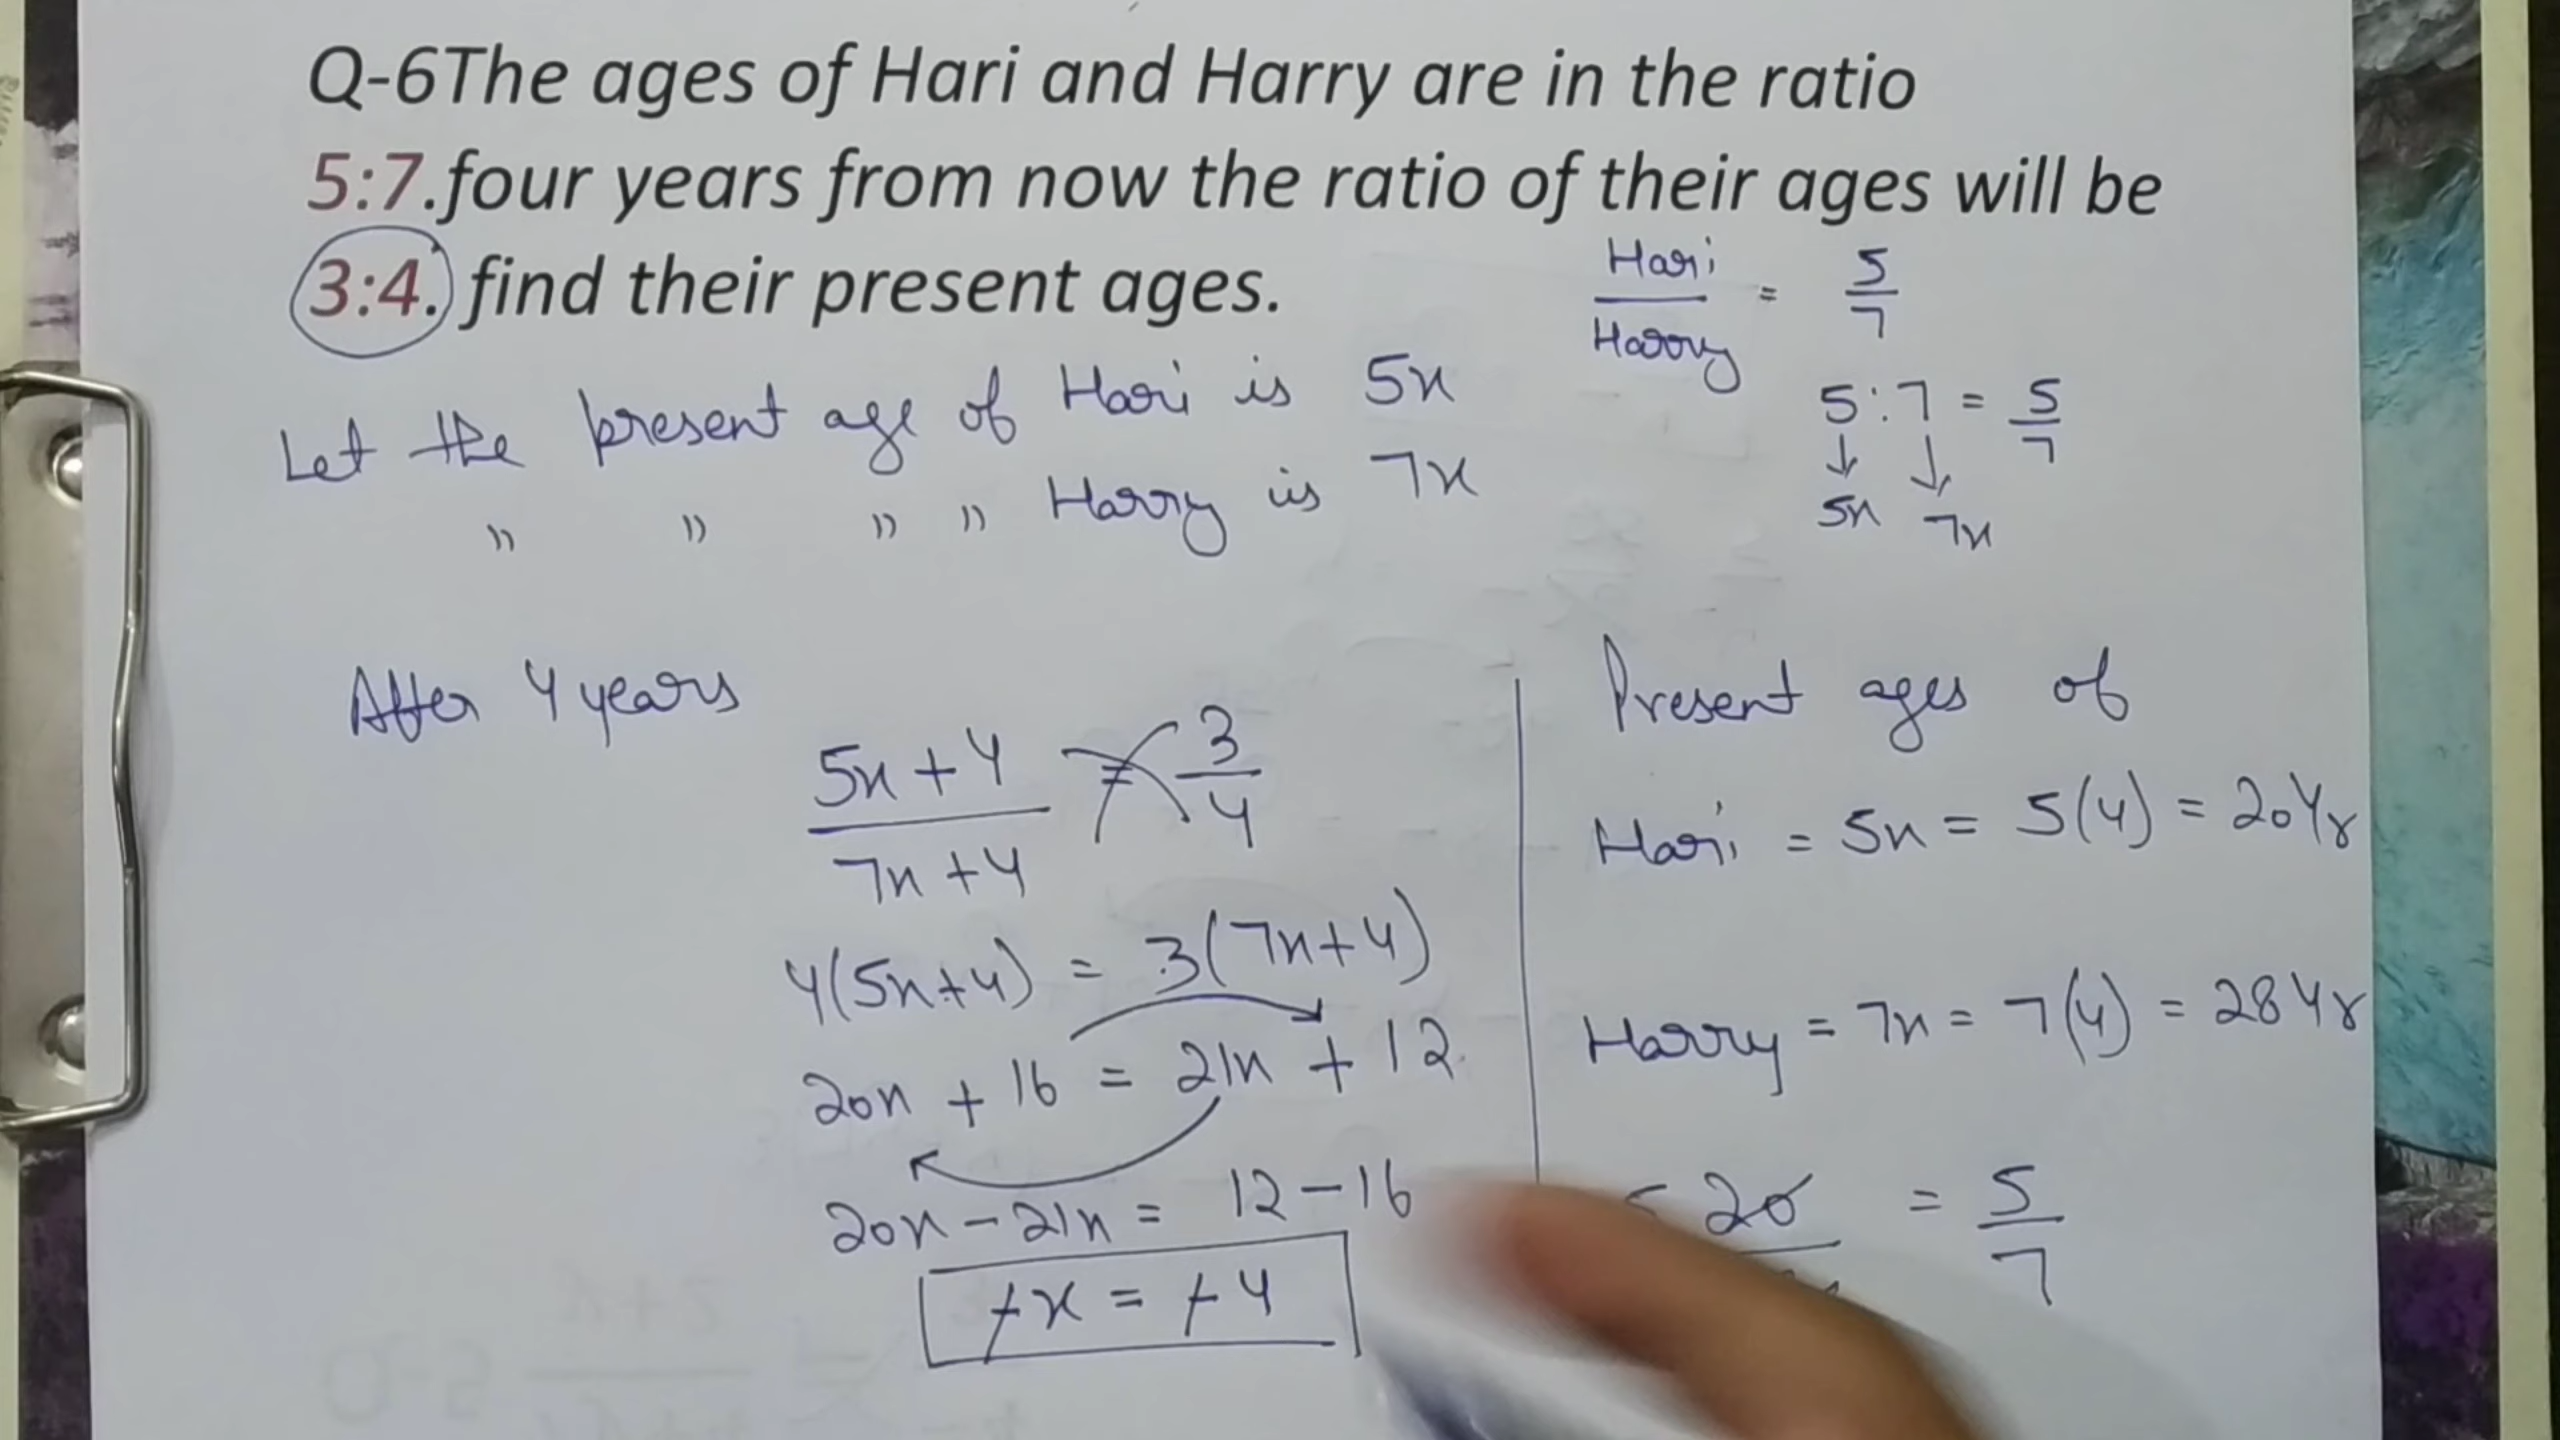 Q-6The ages of Hari and Harry are in the ratio
5:7.four years from now the ratio of their ages will be
3:4. find their present ages.
Hari/Harry = 5/7
5:7 = 5/7
5x 7x
Let the present age of Hari is 5x
" " " " Harry is 7x
After 4 years
5x+4/7x+4 = 3/4
4(5x+4) = 3(7x+4)
20x + 16 = 21x + 12
20x - 21x = 12 - 16
-x = -4
Present ages of
Hari = 5x = 5(4) = 20Yr
Harry = 7x = 7(4) = 28Yr
20 = 5/7